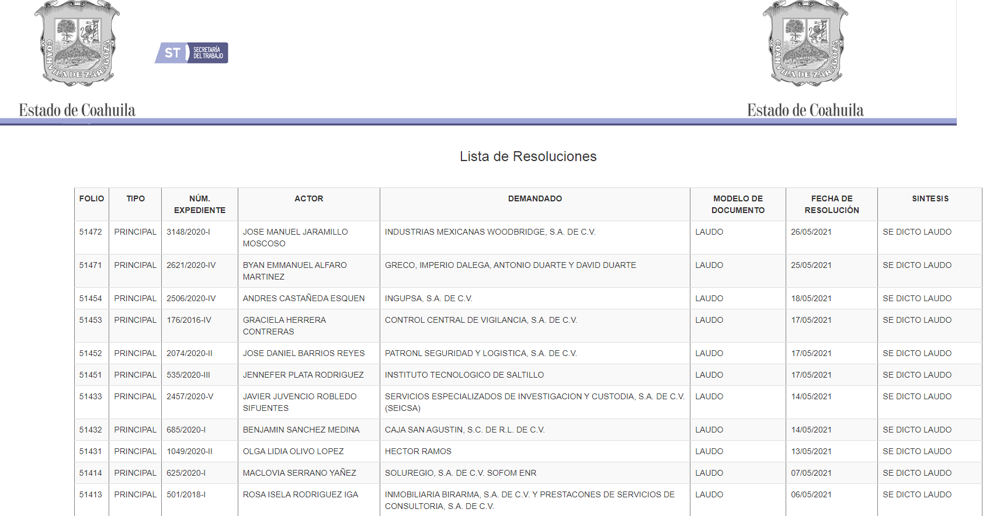 COAHVILA DE ZARAGOZA
COAHVILA DE ZARAGOZA
ST SECRETARÍA
DEL TRABAJO
Estado de Coahuila
Estado de Coahuila
Lista de Resoluciones
FOLIO TIPO NÚM. EXPEDIENTE ACTOR DEMANDADO MODELO DE DOCUMENTO FECHA DE RESOLUCIÓN SINTESIS
51472 PRINCIPAL 3148/2020-I JOSE MANUEL JARAMILLO MOSCOSO INDUSTRIAS MEXICANAS WOODBRIDGE, S.A. DE C.V. LAUDO 26/05/2021 SE DICTO LAUDO
51471 PRINCIPAL 2621/2020-IV BYAN EMMANUEL ALFARO MARTINEZ GRECO, IMPERIO DALEGA, ANTONIO DUARTE Y DAVID DUARTE LAUDO 25/05/2021 SE DICTO LAUDO
51454 PRINCIPAL 2506/2020-IV ANDRES CASTAÑEDA ESQUEN INGUPSA, S.A. DE C.V. LAUDO 18/05/2021 SE DICTO LAUDO
51453 PRINCIPAL 176/2016-IV GRACIELA HERRERA CONTRERAS CONTROL CENTRAL DE VIGILANCIA, S.A. DE C.V. LAUDO 17/05/2021 SE DICTO LAUDO
51452 PRINCIPAL 2074/2020-II JOSE DANIEL BARRIOS REYES PATRONL SEGURIDAD Y LOGISTICA, S.A. DE C.V. LAUDO 17/05/2021 SE DICTO LAUDO
51451 PRINCIPAL 535/2020-III JENNEFER PLATA RODRIGUEZ INSTITUTO TECNOLOGICO DE SALTILLO LAUDO 17/05/2021 SE DICTO LAUDO
51433 PRINCIPAL 2457/2020-V JAVIER JUVENCIO ROBLEDO SIFUENTES SERVICIOS ESPECIALIZADOS DE INVESTIGACION Y CUSTODIA, S.A. DE C.V. (SEICSA) LAUDO 14/05/2021 SE DICTO LAUDO
51432 PRINCIPAL 685/2020-I BENJAMIN SANCHEZ MEDINA CAJA SAN AGUSTIN, S.C. DE R.L. DE C.V. LAUDO 14/05/2021 SE DICTO LAUDO
51431 PRINCIPAL 1049/2020-II OLGA LIDIA OLIVO LOPEZ HECTOR RAMOS LAUDO 13/05/2021 SE DICTO LAUDO
51414 PRINCIPAL 625/2020-I MACLOVIA SERRANO YAÑEZ SOLUREGIO, S.A. DE C.V. SOFOM ENR LAUDO 07/05/2021 SE DICTO LAUDO
51413 PRINCIPAL 501/2018-I ROSA ISELA RODRIGUEZ IGA INMOBILIARIA BIRARMA, S.A. DE C.V. Y PRESTACONES DE SERVICIOS DE CONSULTORIA, S.A. DE C.V. LAUDO 06/05/2021 SE DICTO LAUDO